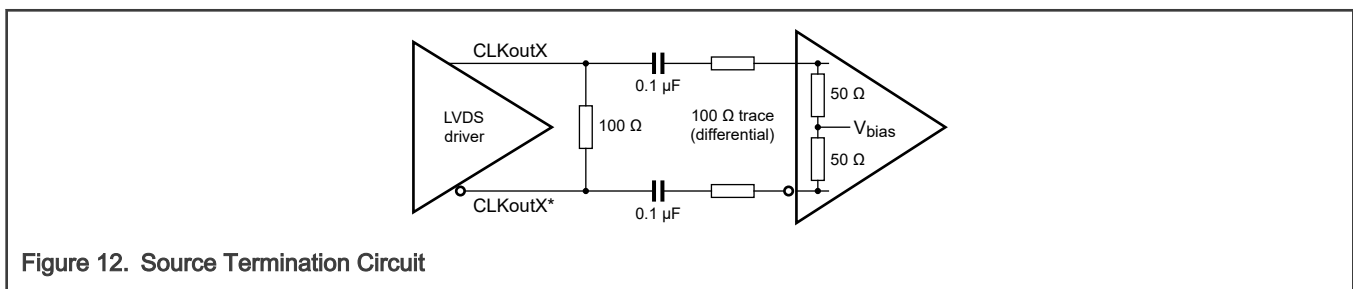 CLKoutX
0.1 µF
50 Ω
LVDS
driver
100 Ω
100 Ω trace
(differential)
Vbias
50 Ω
CLKoutX*
0.1 µF
Figure 12. Source Termination Circuit